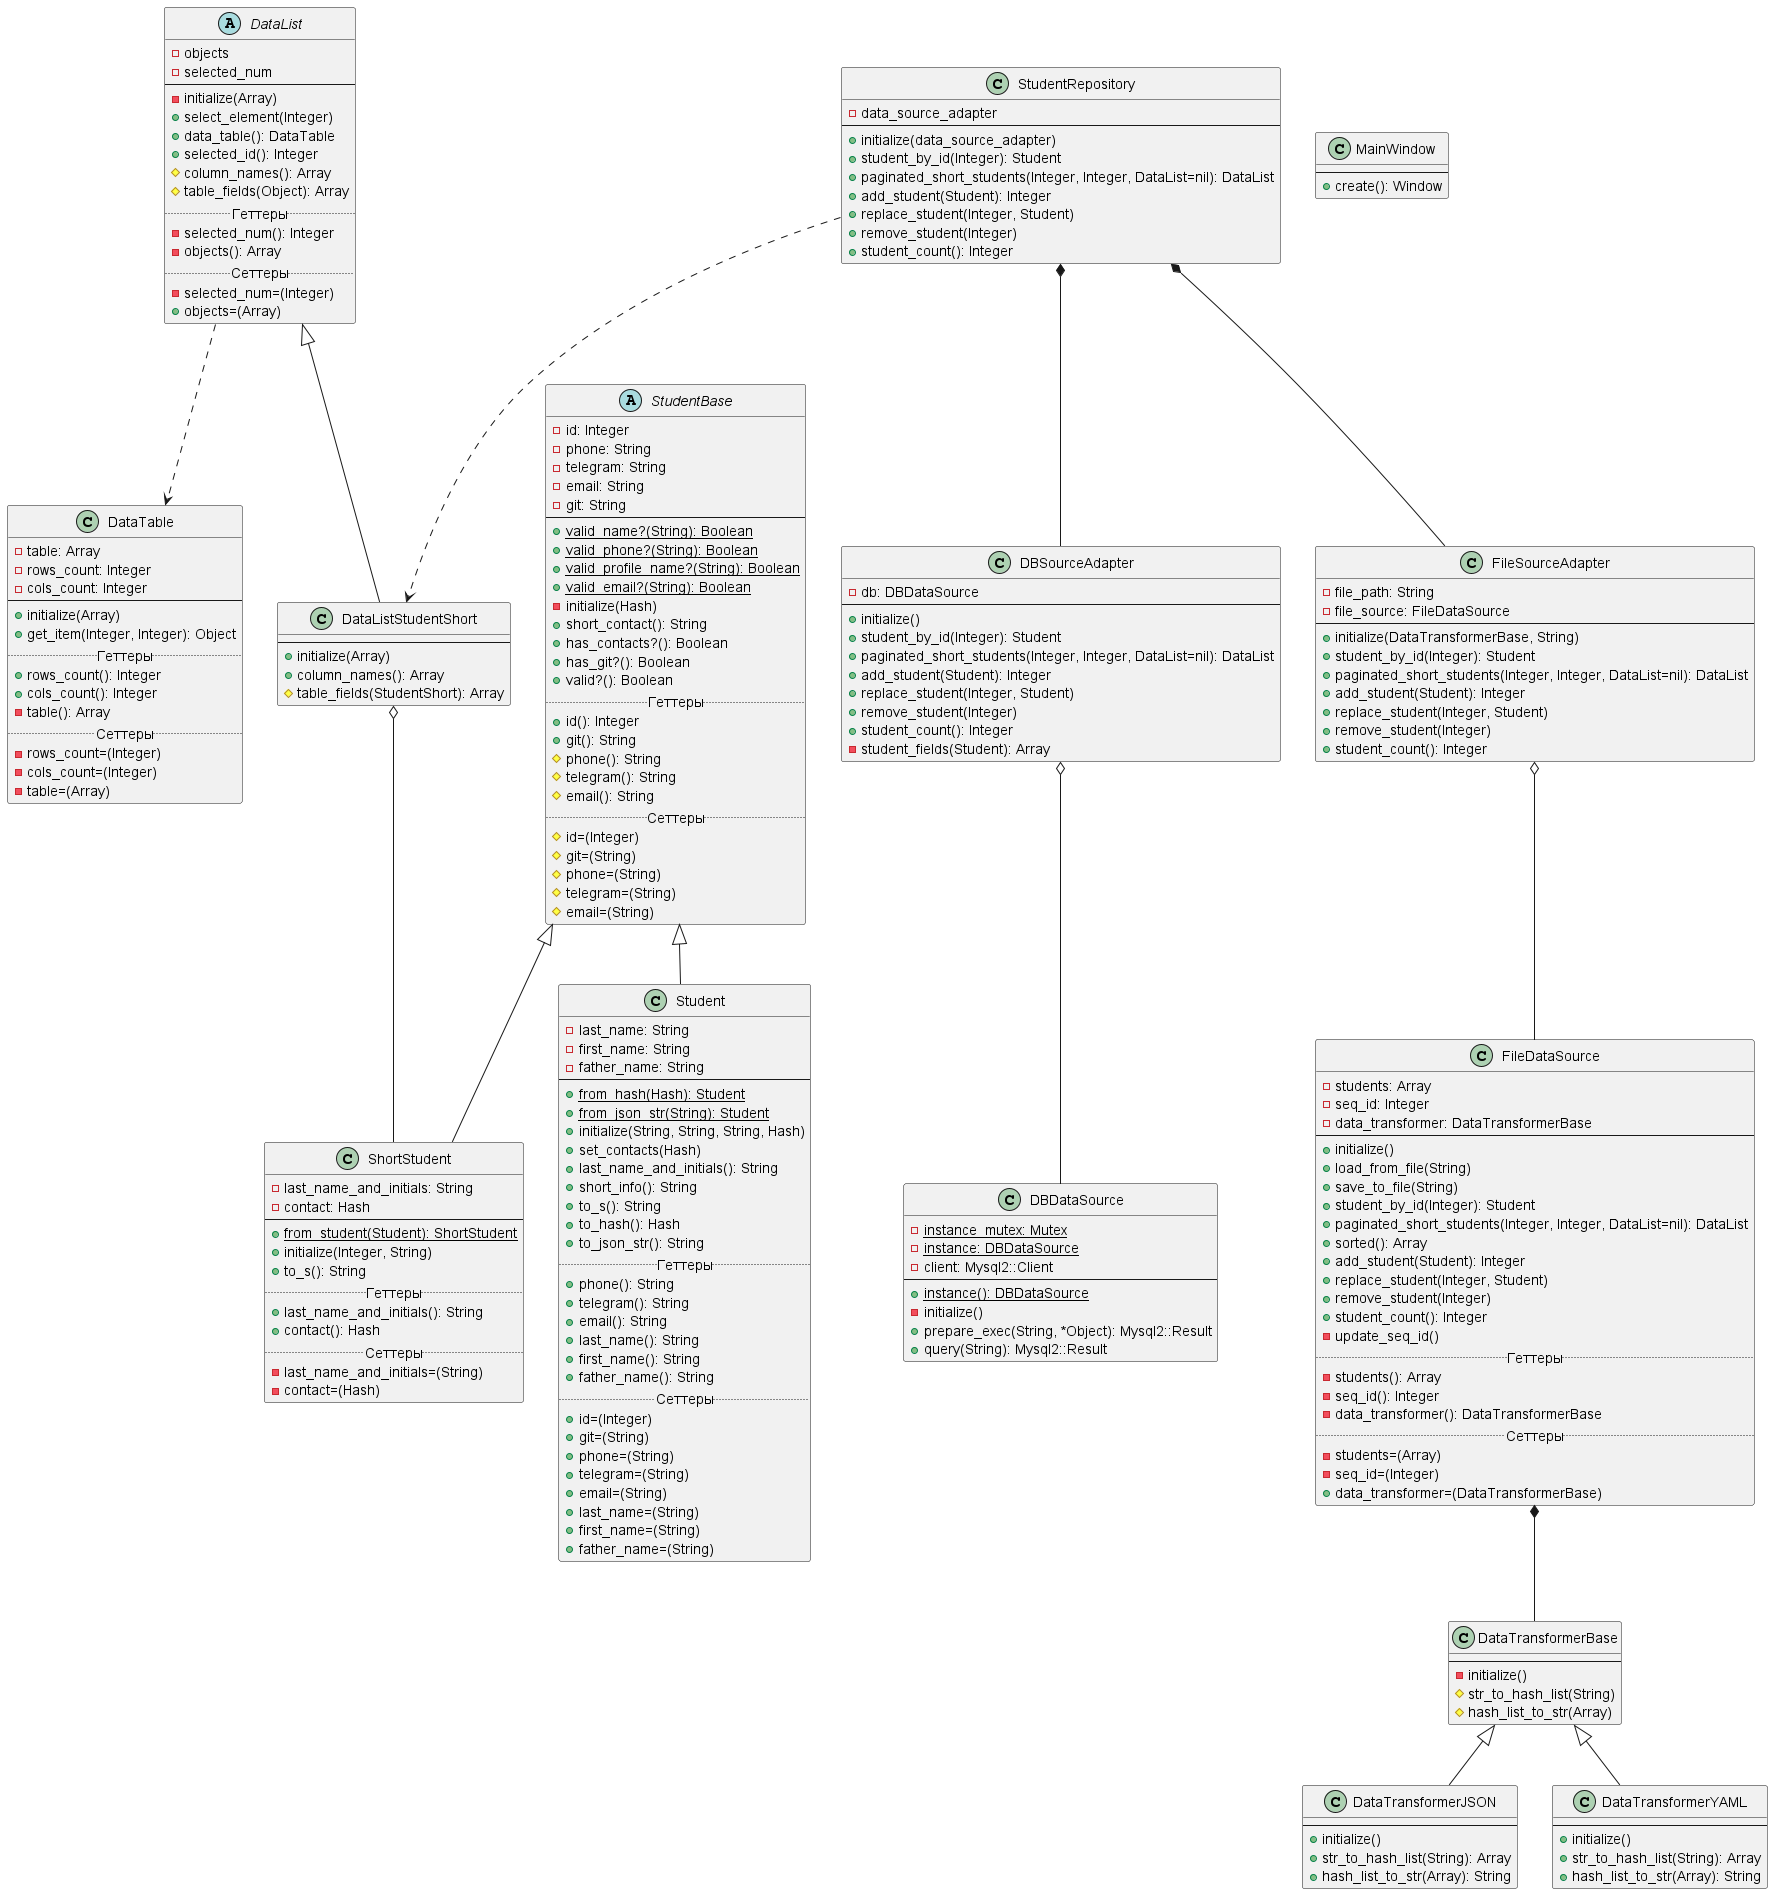 A DataList
objects
selected_num
initialize(Array)
select_element(Integer)
data_table(): DataTable
selected_id(): Integer
column_names(): Array
table_fields(Object): Array
Геттеры
selected_num(): Integer
objects(): Array
Сеттеры
selected_num=(Integer)
objects=(Array)
C StudentRepository
data_source_adapter
initialize(data_source_adapter)
student_by_id(Integer): Student
paginated_short_students(Integer, Integer, DataList=nil): DataList
add_student(Student): Integer
replace_student(Integer, Student)
remove_student(Integer)
student_count(): Integer
C MainWindow
create(): Window
C DataTable
table: Array
rows_count: Integer
cols_count: Integer
initialize(Array)
get_item(Integer, Integer): Object
Геттеры
rows_count(): Integer
cols_count(): Integer
table(): Array
Сеттеры
rows_count=(Integer)
cols_count=(Integer)
table=(Array)
C DataListStudentShort
initialize(Array)
column_names(): Array
table_fields(StudentShort): Array
A StudentBase
id: Integer
phone: String
telegram: String
email: String
git: String
valid_name?(String): Boolean
valid_phone?(String): Boolean
valid_profile_name?(String): Boolean
valid_email?(String): Boolean
initialize(Hash)
short_contact(): String
has_contacts?(): Boolean
has_git?(): Boolean
valid?(): Boolean
Геттеры
id(): Integer
git(): String
phone(): String
telegram(): String
email(): String
Сеттеры
id=(Integer)
git=(String)
phone=(String)
telegram=(String)
email=(String)
C DBSourceAdapter
db: DBDataSource
initialize()
student_by_id(Integer): Student
paginated_short_students(Integer, Integer, DataList=nil): DataList
add_student(Student): Integer
replace_student(Integer, Student)
remove_student(Integer)
student_count(): Integer
student_fields(Student): Array
C FileSourceAdapter
file_path: String
file_source: FileDataSource
initialize(DataTransformerBase, String)
student_by_id(Integer): Student
paginated_short_students(Integer, Integer, DataList=nil): DataList
add_student(Student): Integer
replace_student(Integer, Student)
remove_student(Integer)
student_count(): Integer
C ShortStudent
last_name_and_initials: String
contact: Hash
from_student(Student): ShortStudent
initialize(Integer, String)
to_s(): String
Геттеры
last_name_and_initials(): String
contact(): Hash
Сеттеры
last_name_and_initials=(String)
contact=(Hash)
C Student
last_name: String
first_name: String
father_name: String
from_hash(Hash): Student
from_json_str(String): Student
initialize(String, String, String, Hash)
set_contacts(Hash)
last_name_and_initials(): String
short_info(): String
to_s(): String
to_hash(): Hash
to_json_str(): String
Геттеры
phone(): String
telegram(): String
email(): String
last_name(): String
first_name(): String
father_name(): String
Сеттеры
id=(Integer)
git=(String)
phone=(String)
telegram=(String)
email=(String)
last_name=(String)
first_name=(String)
father_name=(String)
C DBDataSource
instance_mutex: Mutex
instance: DBDataSource
client: Mysql2::Client
instance(): DBDataSource
initialize()
prepare_exec(String, *Object): Mysql2::Result
query(String): Mysql2::Result
C FileDataSource
students: Array
seq_id: Integer
data_transformer: DataTransformerBase
initialize()
load_from_file(String)
save_to_file(String)
student_by_id(Integer): Student
paginated_short_students(Integer, Integer, DataList=nil): DataList
sorted(): Array
add_student(Student): Integer
replace_student(Integer, Student)
remove_student(Integer)
student_count(): Integer
update_seq_id()
Геттеры
students(): Array
seq_id(): Integer
data_transformer(): DataTransformerBase
Сеттеры
students=(Array)
seq_id=(Integer)
data_transformer=(DataTransformerBase)
C DataTransformerBase
initialize()
str_to_hash_list(String)
hash_list_to_str(Array)
C DataTransformerJSON
initialize()
str_to_hash_list(String): Array
hash_list_to_str(Array): String
C DataTransformerYAML
initialize()
str_to_hash_list(String): Array
hash_list_to_str(Array): String